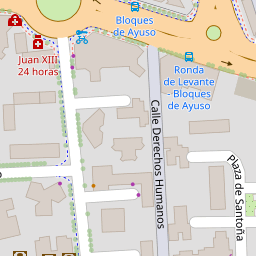 Bloques
de Ayuso
Juan XIII
24 horas
Ronda
de Levante
- Bloques
de Ayuso
Calle Derechos Humanos
Plaza de Santoña